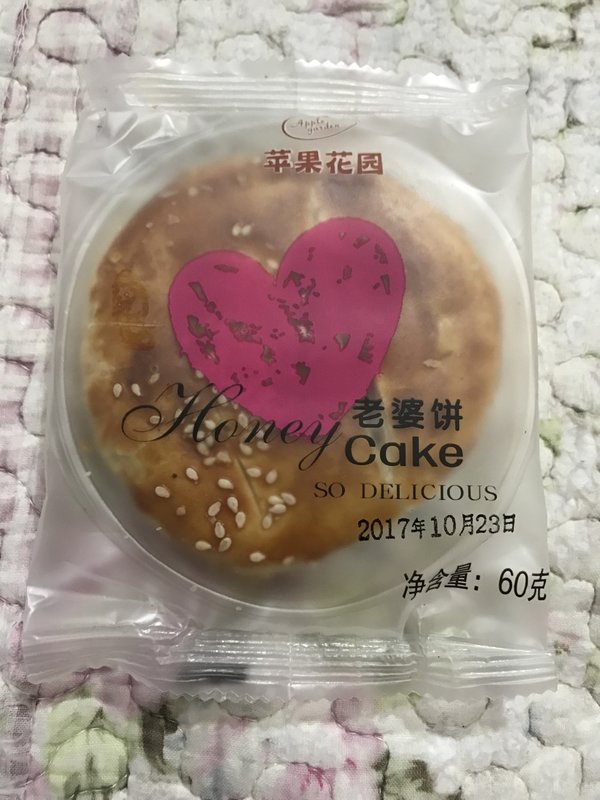 Apple
garden
苹果花园
老婆饼
Honey Cake
SO DELICIOUS
2017年10月23日
净含量：60克